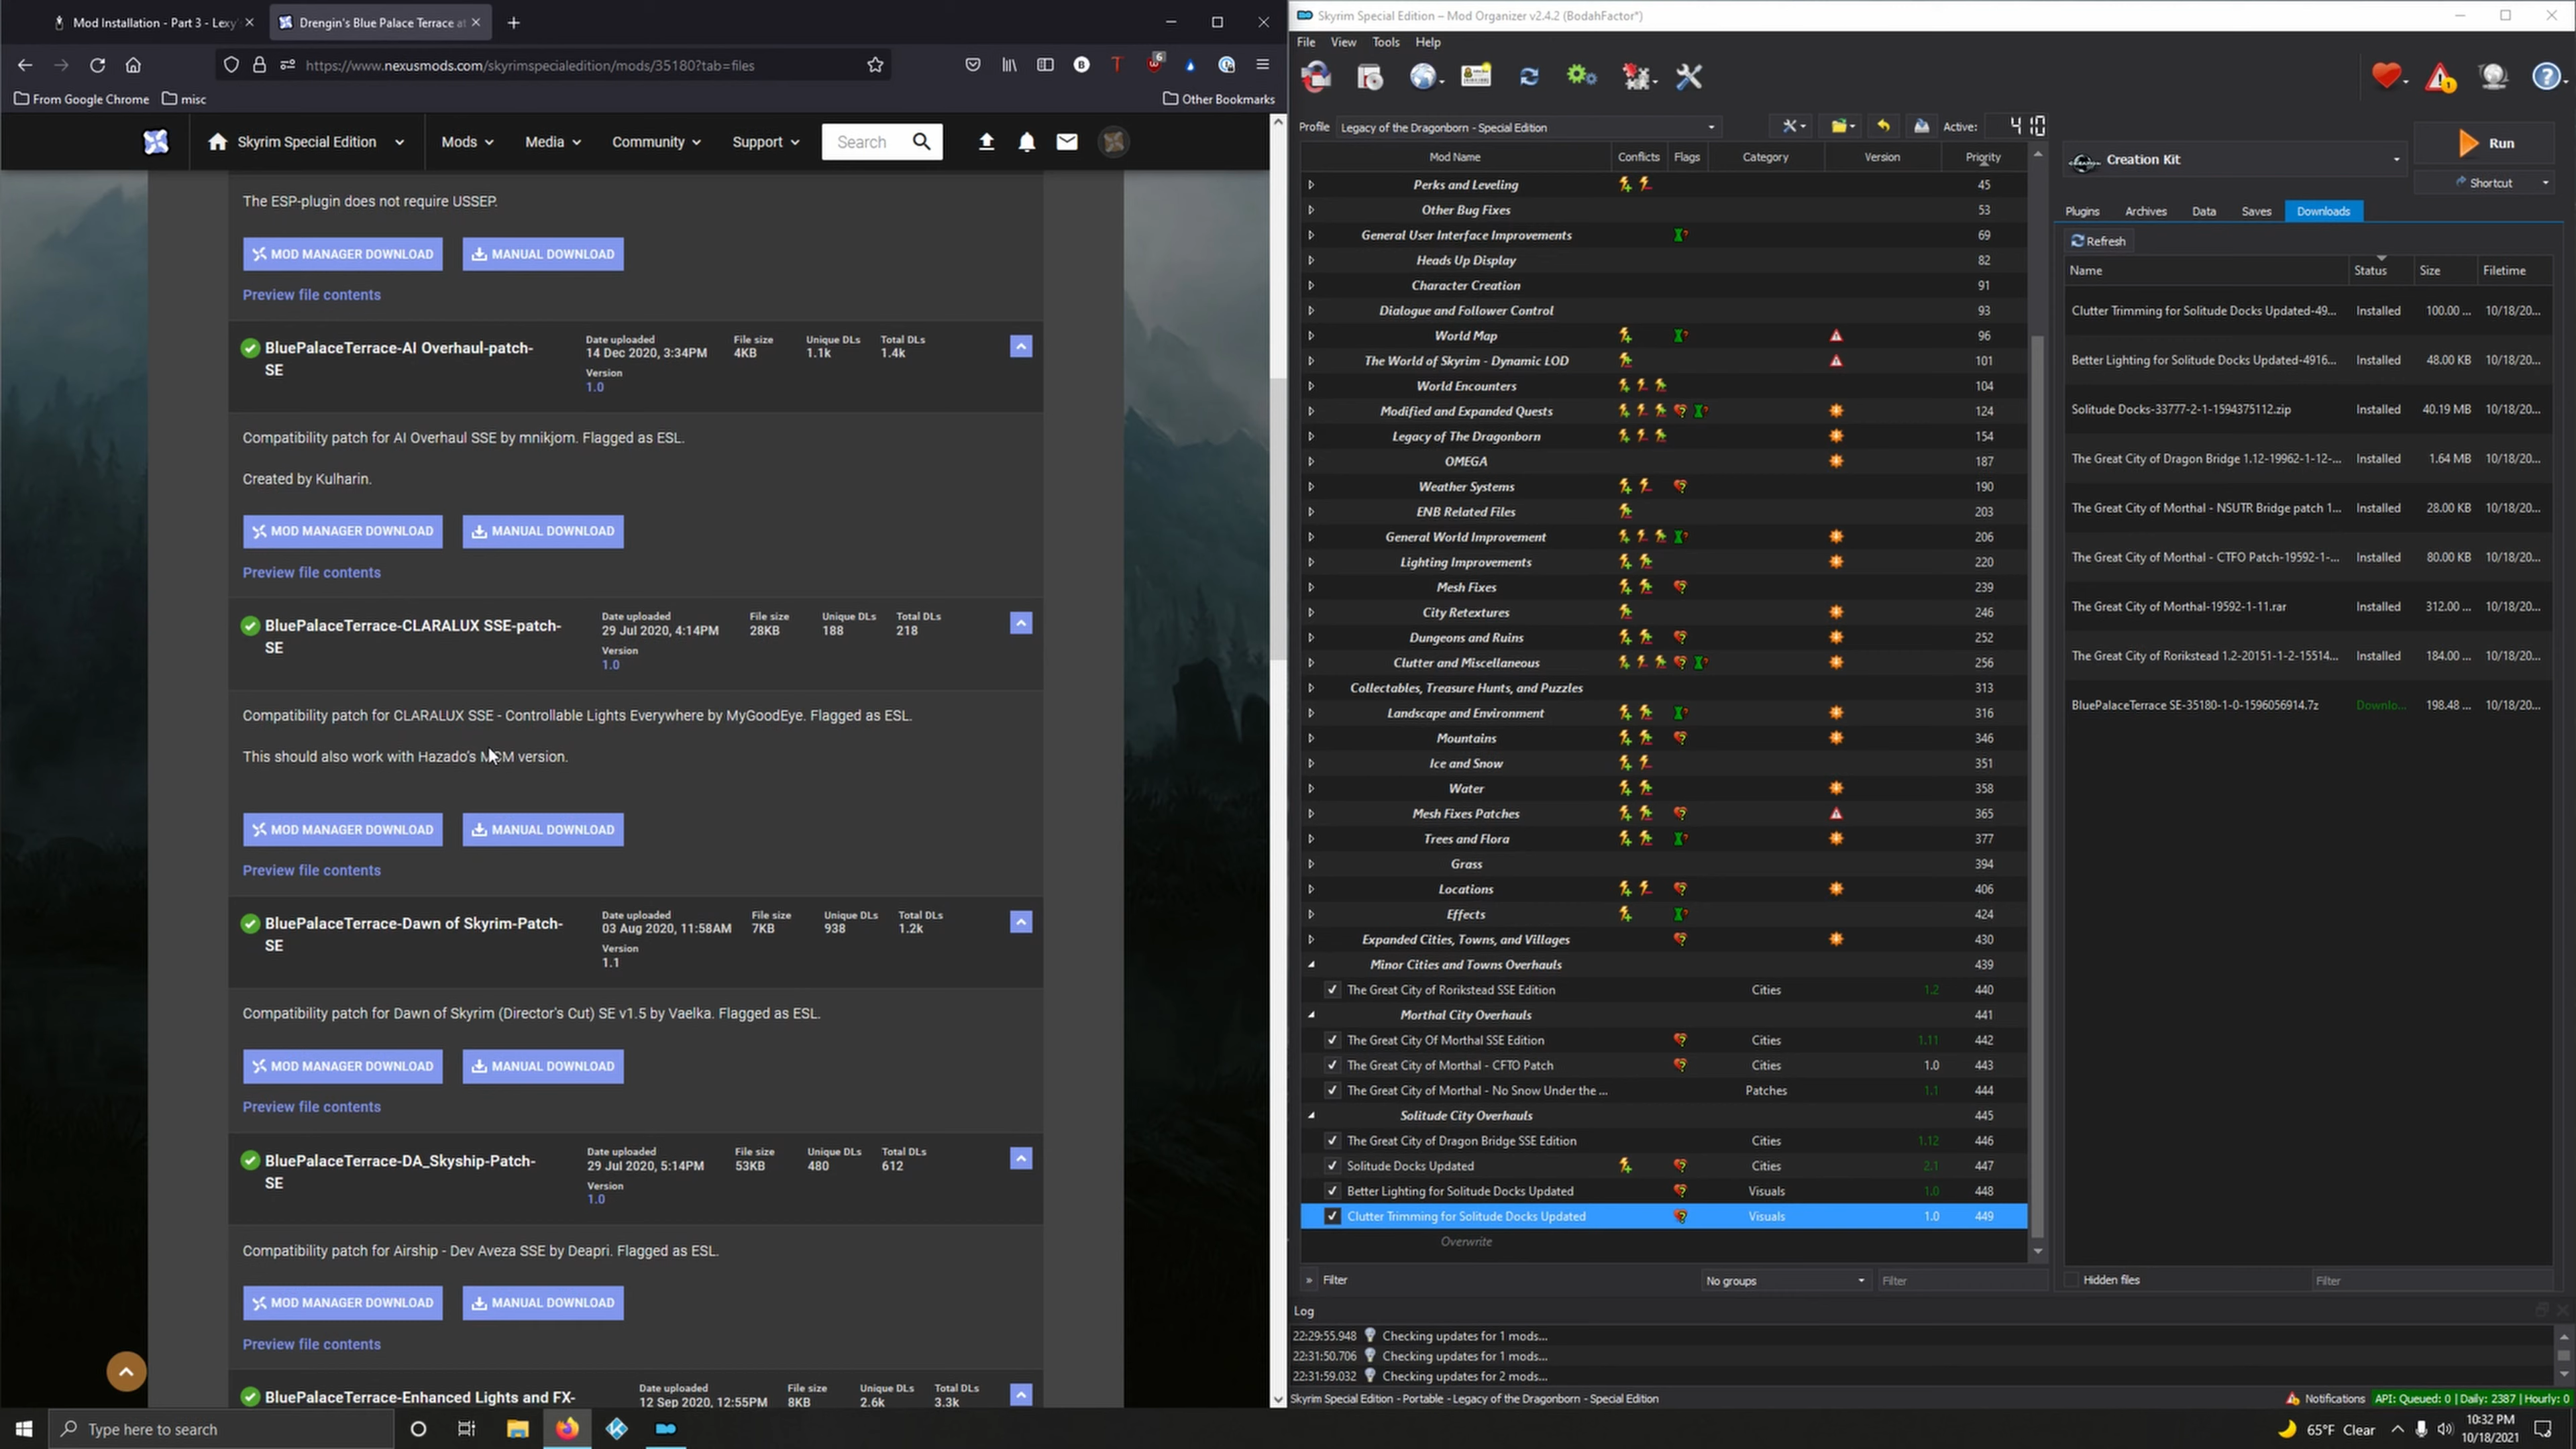 Mod Installation - Part 3 - Lexy'
Drengin's Blue Palace Terrace at
https://www.nexusmods.com/skyrimspecialedition/mods/35180?tab=files
6
From Google Chrome
misc
Other Bookmarks
Skyrim Special Edition
Mods
Media
Community
Support
Search
The ESP-plugin does not require USSEP.
MOD MANAGER DOWNLOAD
MANUAL DOWNLOAD
Preview file contents
BluePalaceTerrace-AI Overhaul-patch-
SE
Date uploaded
14 Dec 2020, 3:34PM
File size
4KB
Unique DLs
1.1k
Total DLs
1.4k
Version
1.0
Compatibility patch for AI Overhaul SSE by mnikjom. Flagged as ESL.
Created by Kulharin.
MOD MANAGER DOWNLOAD
MANUAL DOWNLOAD
Preview file contents
BluePalaceTerrace-CLARALUX SSE-patch-
SE
Date uploaded
29 Jul 2020, 4:14PM
File size
28KB
Unique DLs
188
Total DLs
218
Version
1.0
Compatibility patch for CLARALUX SSE - Controllable Lights Everywhere by MyGoodEye. Flagged as ESL.
This should also work with Hazado's MCM version.
MOD MANAGER DOWNLOAD
MANUAL DOWNLOAD
Preview file contents
BluePalaceTerrace-Dawn of Skyrim-Patch-
SE
Date uploaded
03 Aug 2020, 11:58AM
File size
7KB
Unique DLs
938
Total DLs
1.2k
Version
1.1
Compatibility patch for Dawn of Skyrim (Director's Cut) SE v1.5 by Vaelka. Flagged as ESL.
MOD MANAGER DOWNLOAD
MANUAL DOWNLOAD
Preview file contents
BluePalaceTerrace-DA_Skyship-Patch-
SE
Date uploaded
29 Jul 2020, 5:14PM
File size
53KB
Unique DLs
480
Total DLs
612
Version
1.0
Compatibility patch for Airship - Dev Aveza SSE by Deapri. Flagged as ESL.
MOD MANAGER DOWNLOAD
MANUAL DOWNLOAD
Preview file contents
BluePalaceTerrace-Enhanced Lights and FX-
Date uploaded
12 Sep 2020, 12:55PM
File size
8KB
Unique DLs
2.6k
Total DLs
3.3k
Skyrim Special Edition – Mod Organizer v2.4.2 (BodahFactor*)
File View Tools Help
Profile Legacy of the Dragonborn - Special Edition
Active: 410
Mod Name Conflicts Flags Category Version Priority
Perks and Leveling 45
Other Bug Fixes 53
General User Interface Improvements 69
Heads Up Display 82
Character Creation 91
Dialogue and Follower Control 93
World Map 96
The World of Skyrim - Dynamic LOD 101
World Encounters 104
Modified and Expanded Quests 124
Legacy of The Dragonborn 154
OMEGA 187
Weather Systems 190
ENB Related Files 203
General World Improvement 206
Lighting Improvements 220
Mesh Fixes 239
City Retextures 246
Dungeons and Ruins 252
Clutter and Miscellaneous 256
Collectables, Treasure Hunts, and Puzzles 313
Landscape and Environment 316
Mountains 346
Ice and Snow 351
Water 358
Mesh Fixes Patches 365
Trees and Flora 377
Grass 394
Locations 406
Effects 424
Expanded Cities, Towns, and Villages 430
Minor Cities and Towns Overhauls 439
The Great City of Rorikstead SSE Edition Cities 1.2 440
Morthal City Overhauls 441
The Great City Of Morthal SSE Edition Cities 1.11 442
The Great City of Morthal - CFTO Patch Cities 1.0 443
The Great City of Morthal - No Snow Under the ... Patches 1.1 444
Solitude City Overhauls 445
The Great City of Dragon Bridge SSE Edition Cities 1.12 446
Solitude Docks Updated Cities 2.1 447
Better Lighting for Solitude Docks Updated Visuals 1.0 448
Clutter Trimming for Solitude Docks Updated Visuals 1.0 449
Overwrite
» Filter
No groups
Filter
Creation Kit
Run
Shortcut
Plugins Archives Data Saves Downloads
Refresh
Name Status Size Filetime
Clutter Trimming for Solitude Docks Updated-49... Installed 100.00 ... 10/18/20...
Better Lighting for Solitude Docks Updated-4916... Installed 48.00 KB 10/18/20...
Solitude Docks-33777-2-1-1594375112.zip Installed 40.19 MB 10/18/20...
The Great City of Dragon Bridge 1.12-19962-1-12-... Installed 1.64 MB 10/18/20...
The Great City of Morthal - NSUTR Bridge patch 1... Installed 28.00 KB 10/18/20...
The Great City of Morthal - CTFO Patch-19592-1-... Installed 80.00 KB 10/18/20...
The Great City of Morthal-19592-1-11.rar Installed 312.00 ... 10/18/20...
The Great City of Rorikstead 1.2-20151-1-2-15514... Installed 184.00 ... 10/18/20...
BluePalaceTerrace SE-35180-1-0-1596056914.7z Downlo... 198.48 ... 10/18/20...
Hidden files
Filter
Log
22:29:55.948 Checking updates for 1 mods...
22:31:50.706 Checking updates for 1 mods...
22:31:59.032 Checking updates for 2 mods...
Skyrim Special Edition - Portable - Legacy of the Dragonborn - Special Edition
Notifications
API: Queued: 0 | Daily: 2387 | Hourly: 0
Type here to search
65°F Clear
10:32 PM
10/18/2021